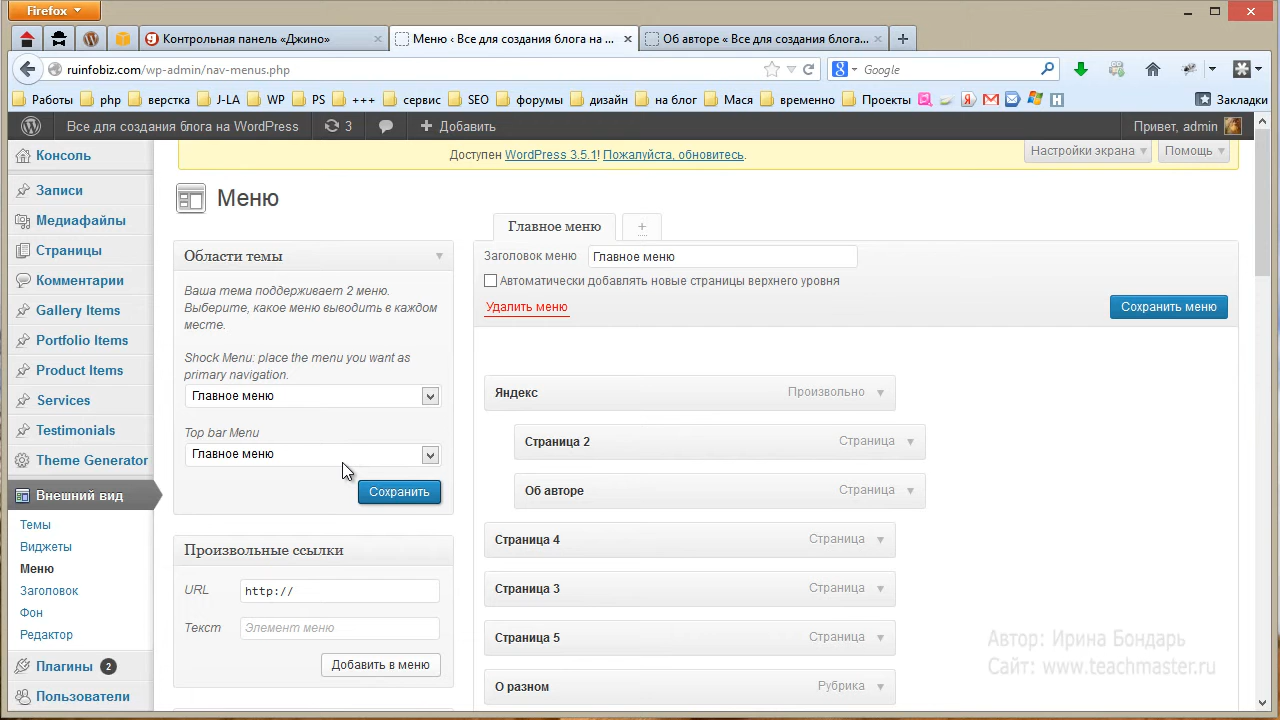 Firefox
Контрольная панель «Джино»
Меню ‹ Все для создания блога на ...
Об авторе « Все для создания блога...
ruinfobiz.com/wp-admin/nav-menus.php
Google
Работы php верстка J-LA WP PS +++ сервис SEO форумы дизайн на блог Мася временно Проекты Закладки
Все для создания блога на WordPress 3 Добавить Привет, admin
Доступен WordPress 3.5.1! Пожалуйста, обновитесь.
Настройки экрана Помощь
Консоль
Записи
Медиафайлы
Страницы
Комментарии
Gallery Items
Portfolio Items
Product Items
Services
Testimonials
Theme Generator
Внешний вид
Темы
Виджеты
Меню
Заголовок
Фон
Редактор
Плагины 2
Пользователи
Меню
Области темы
Ваша тема поддерживает 2 меню.
Выберите, какое меню выводить в каждом
месте.
Shock Menu: place the menu you want as
primary navigation.
Главное меню
Top bar Menu
Главное меню
Сохранить
Произвольные ссылки
URL http://
Текст Элемент меню
Добавить в меню
Главное меню +
Заголовок меню Главное меню
Автоматически добавлять новые страницы верхнего уровня
Удалить меню Сохранить меню
Яндекс Произвольно
Страница 2 Страница
Об авторе Страница
Страница 4 Страница
Страница 3 Страница
Страница 5 Страница
О разном Рубрика
Автор: Ирина Бондарь
Сайт: www.teachmaster.ru